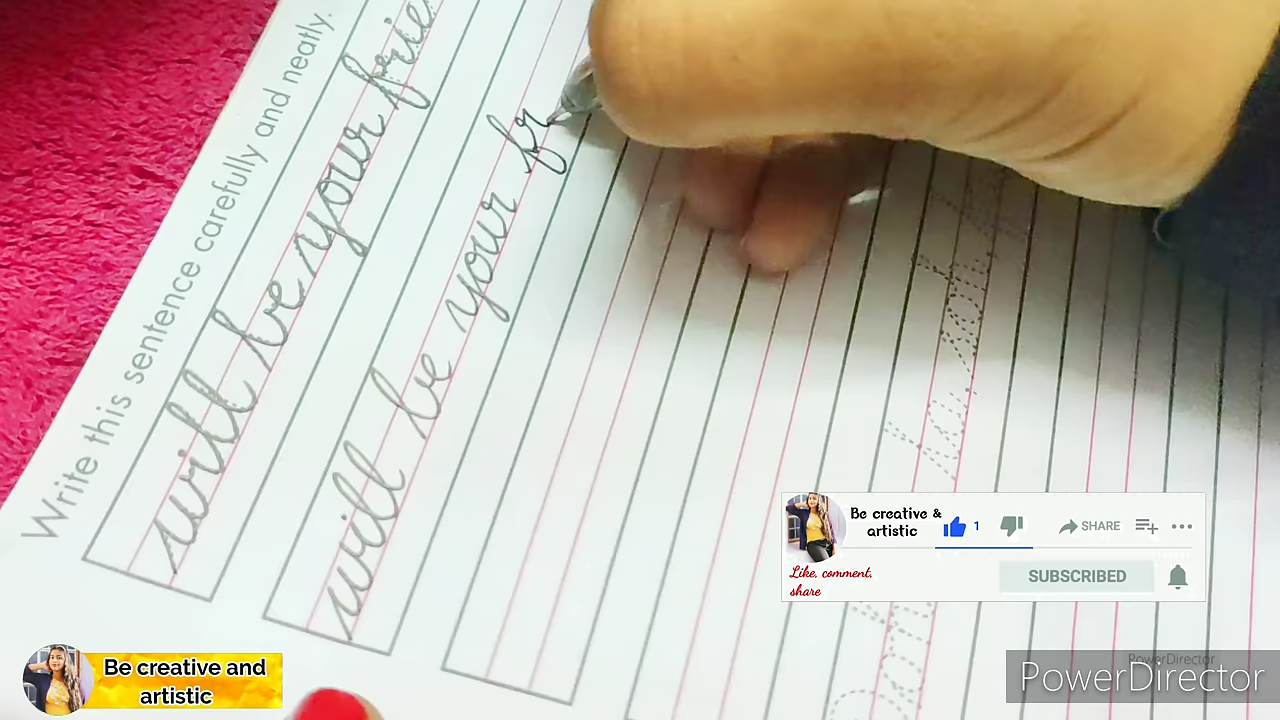 Write this sentence carefully and neatly.
will be your frie
will be your fr
Be creative &
artistic
1
SHARE
Like, comment,
share
SUBSCRIBED
Be creative and
artistic
PowerDirector
PowerDirector